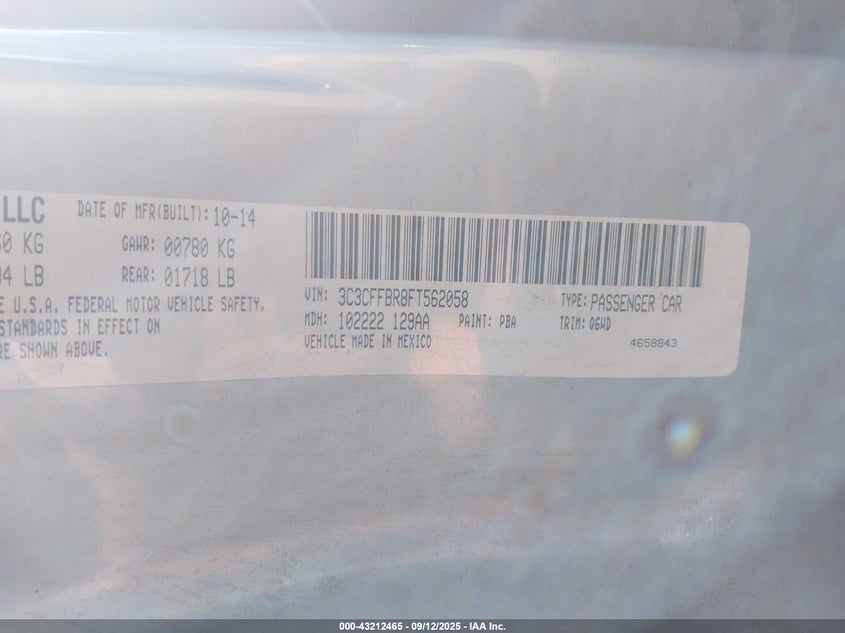 LLC DATE OF MFR(BUILT): 10-14
KG GAWR: 00780 KG
LB REAR: 01718 LB
U.S.A. FEDERAL MOTOR VEHICLE SAFETY,
STANDARDS IN EFFECT ON
SHOWN ABOVE.
VIN: 3C3CFFBR8FT562058 TYPE: PASSENGER CAR
MDH: 102222 129AA PAINT: PBA TRIM: Q6WD
VEHICLE MADE IN MEXICO 4658843
000-43212465 - 09/12/2025 - IAA Inc.